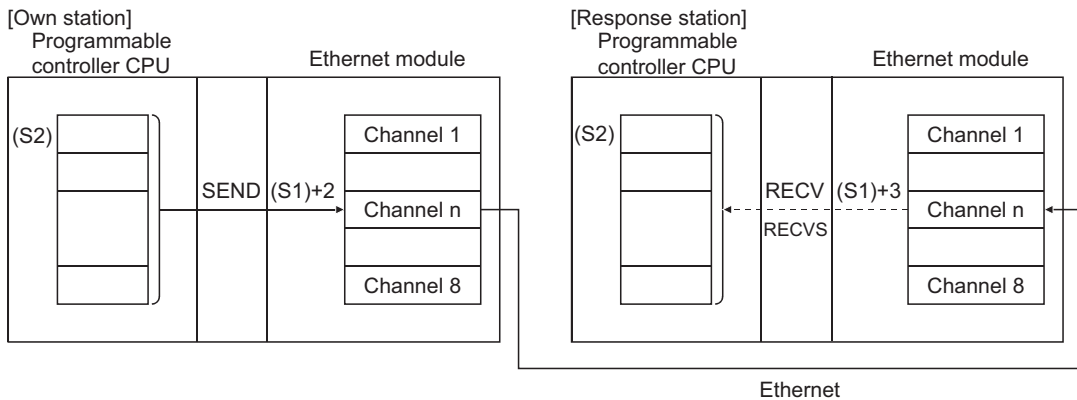 [Own station]
Programmable
controller CPU
Ethernet module
(S2)
SEND
(S1)+2
Channel 1
Channel n
Channel 8
[Response station]
Programmable
controller CPU
Ethernet module
(S2)
RECV
RECVS
(S1)+3
Channel 1
Channel n
Channel 8
Ethernet